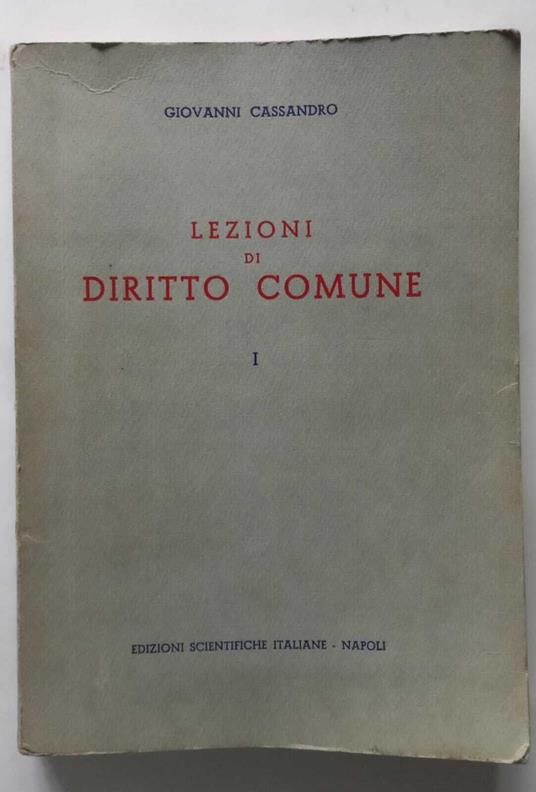 GIOVANNI CASSANDRO
LEZIONI
DI
DIRITTO COMUNE
I
EDIZIONI SCIENTIFICHE ITALIANE - NAPOLI